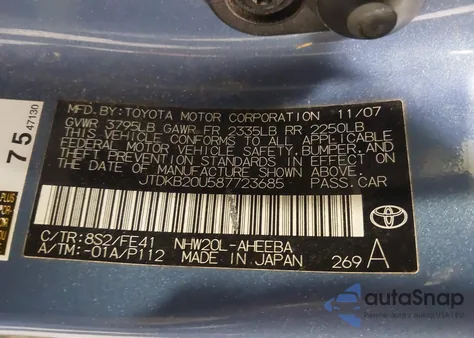 MFD.BY:TOYOTA MOTOR CORPORATION 11/07
GVWR 3795LB GAWR FR 2335LB RR 2250LB
THIS VEHICLE CONFORMS TO ALL APPLICABLE
FEDERAL MOTOR VEHICLE SAFETY,BUMPER,AND
THEFT PREVENTION STANDARDS IN EFFECT ON
THE DATE OF MANUFACTURE SHOWN ABOVE.
JTDKB20U587723685 PASS.CAR
C/TR:8S2/FE41 NHW20L-AHEEBA
A/TM:-01A/P112 MADE IN JAPAN 269 A
75 47130
autaSnap